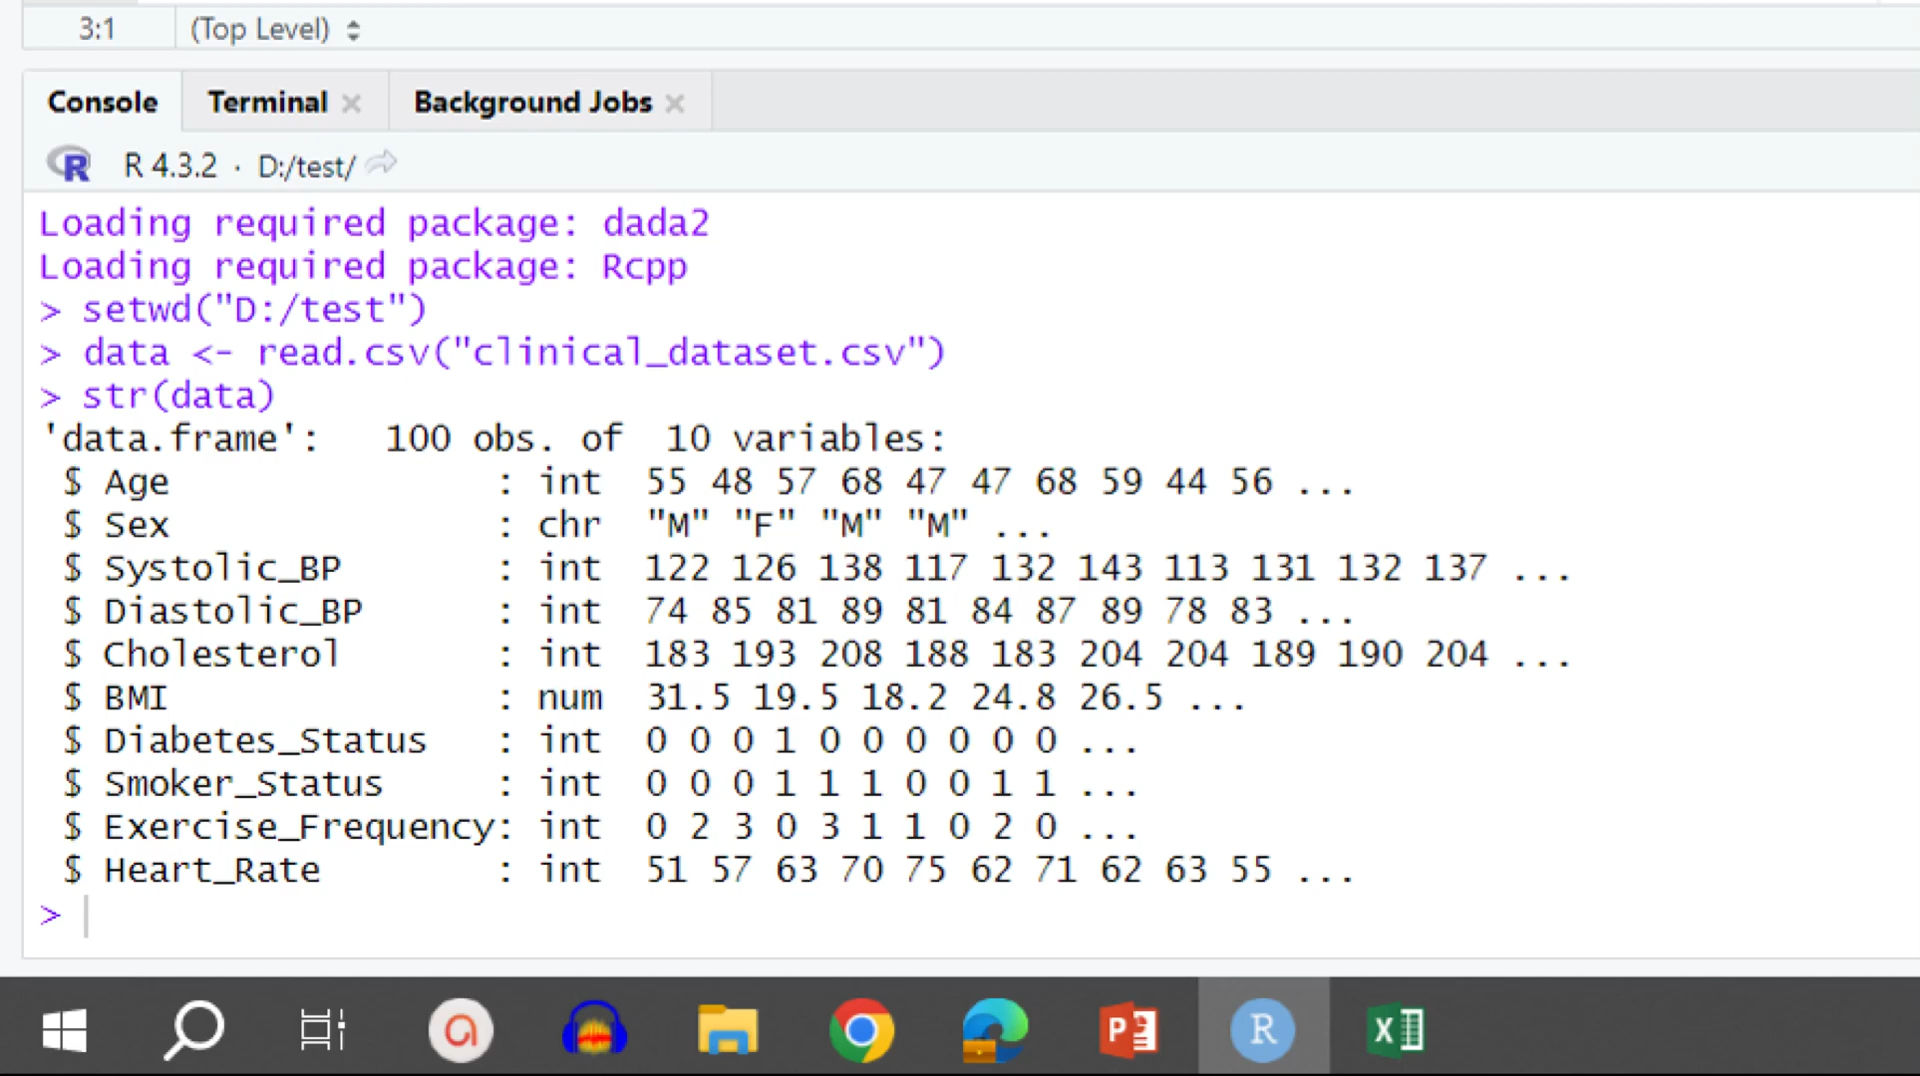 3:1 (Top Level)
Console Terminal Background Jobs
R R 4.3.2 · D:/test/
Loading required package: dada2
Loading required package: Rcpp
> setwd("D:/test")
> data <- read.csv("clinical_dataset.csv")
> str(data)
'data.frame': 100 obs. of 10 variables:
$ Age : int 55 48 57 68 47 47 68 59 44 56 ...
$ Sex : chr "M" "F" "M" "M" ...
$ Systolic_BP : int 122 126 138 117 132 143 113 131 132 137 ...
$ Diastolic_BP : int 74 85 81 89 81 84 87 89 78 83 ...
$ Cholesterol : int 183 193 208 188 183 204 204 189 190 204 ...
$ BMI : num 31.5 19.5 18.2 24.8 26.5 ...
$ Diabetes_Status : int 0 0 0 1 0 0 0 0 0 0 ...
$ Smoker_Status : int 0 0 0 1 1 1 0 0 1 1 ...
$ Exercise_Frequency: int 0 2 3 0 3 1 1 0 2 0 ...
$ Heart_Rate : int 51 57 63 70 75 62 71 62 63 55 ...
>
P R X